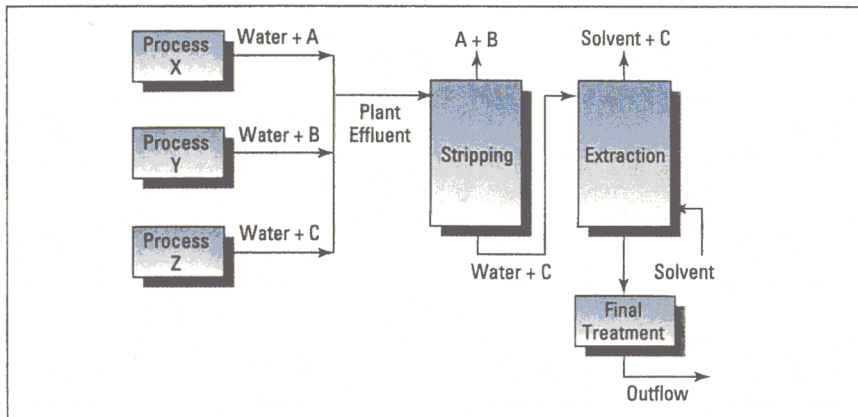 Process
X
Water + A
Process
Y
Water + B
Process
Z
Water + C
Plant
Effluent
A + B
Stripping
Water + C
Solvent + C
Extraction
Solvent
Final
Treatment
Outflow